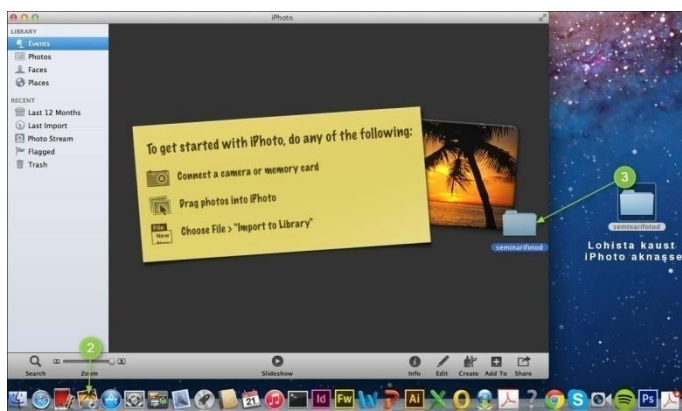 iPhoto
LIBRARY
Events
Photos
Faces
Places
RECENT
Last 12 Months
Last Import
Photo Stream
Flagged
Trash
To get started with iPhoto, do any of the following:
Connect a camera or memory card
Drag photos into iPhoto
File
New
Choose File > "Import to Library"
seminarifotod
3
seminarifotod
Lohista kaust
iPhoto aknasse
2
Search
Zoom
Slideshow
Info
Edit
Create
Add To
Share
21
Id
Fw
Ai
Ps